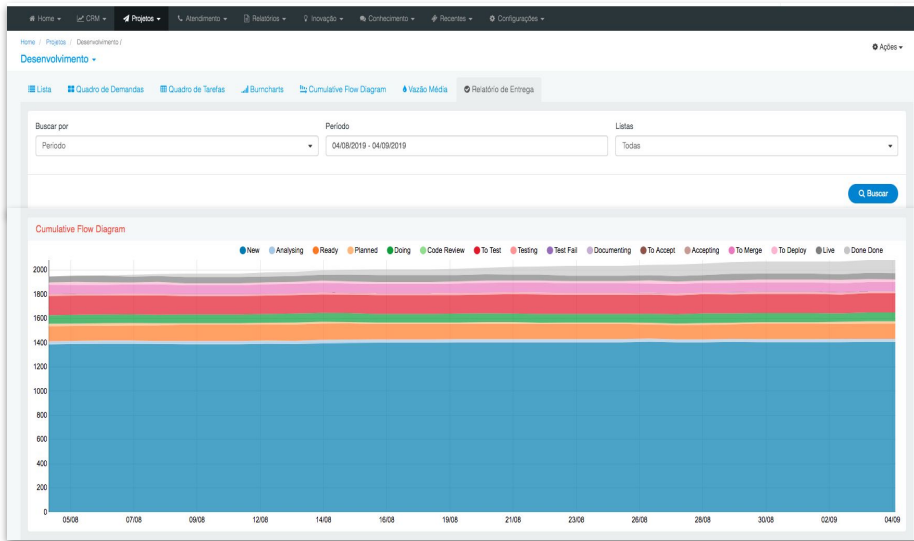 Home CRM Projetos Atendimento Relatórios Inovação Conhecimento Recentes Configurações
Home / Projetos / Desenvolvimento /
Ações
Desenvolvimento
Lista Quadro de Demandas Quadro de Tarefas Burncharts Cumulative Flow Diagram Vazão Média Relatório de Entrega
Buscar por Período Listas
Período 04/08/2019 - 04/09/2019 Todas
Buscar
Cumulative Flow Diagram
New Analysing Ready Planned Doing Code Review To Test Testing Test Fail Documenting To Accept Accepting To Merge To Deploy Live Done Done
2000
1800
1600
1400
1200
1000
800
600
400
200
0
05/08 07/08 09/08 12/08 14/08 16/08 19/08 21/08 23/08 26/08 28/08 30/08 02/09 04/09